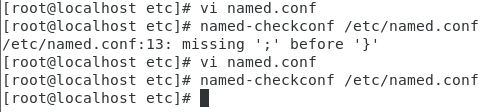 [root@localhost etc]# vi named.conf
[root@localhost etc]# named-checkconf /etc/named.conf
/etc/named.conf:13: missing ';' before '}'
[root@localhost etc]# vi named.conf
[root@localhost etc]# named-checkconf /etc/named.conf
[root@localhost etc]#